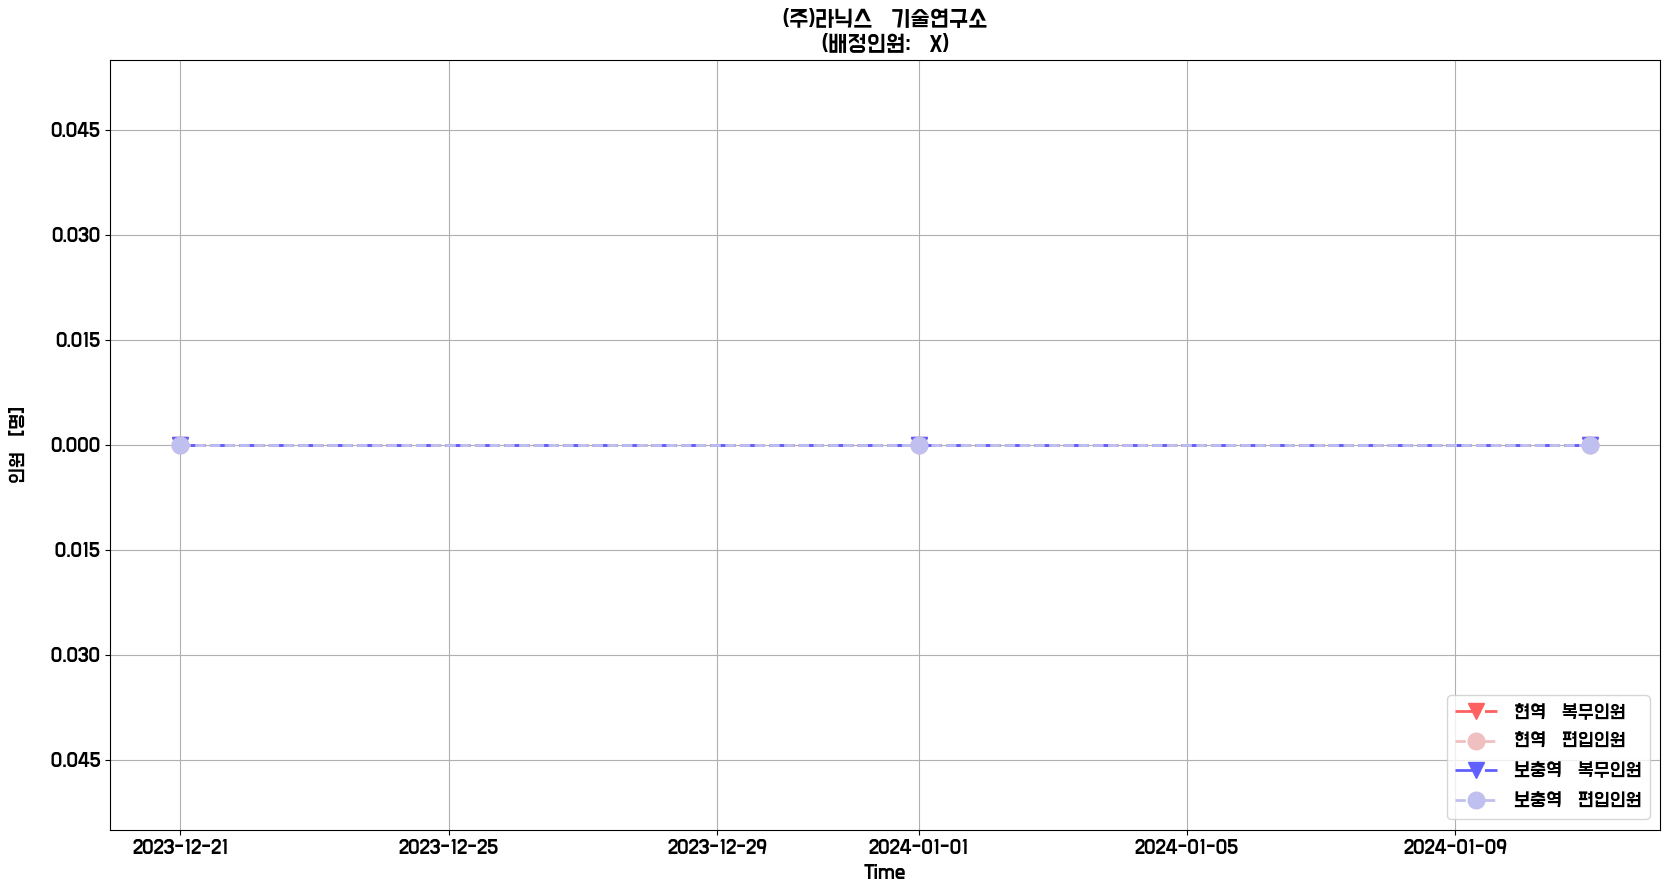 (주)라닉스 기술연구소
(배정인원: X)
0.045
0.030
0.015
0.000
0.015
0.030
0.045
인원 [명]
2023-12-21
2023-12-25
2023-12-29
2024-01-01
2024-01-05
2024-01-09
Time
현역 복무인원
현역 편입인원
보충역 복무인원
보충역 편입인원